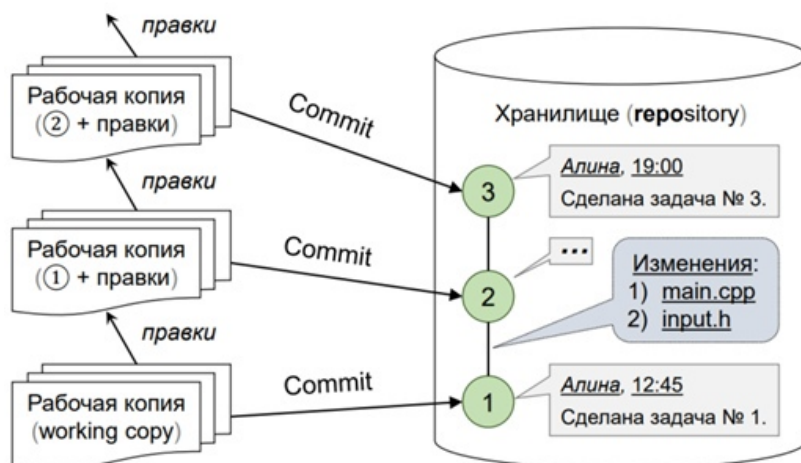 правки
Рабочая копия
(② + правки)
правки
Рабочая копия
(① + правки)
правки
Рабочая копия
(working copy)
Commit
Commit
Commit
Хранилище (repository)
3
Алина, 19:00
Сделана задача № 3.
...
2
Изменения:
1) main.cpp
2) input.h
1
Алина, 12:45
Сделана задача № 1.